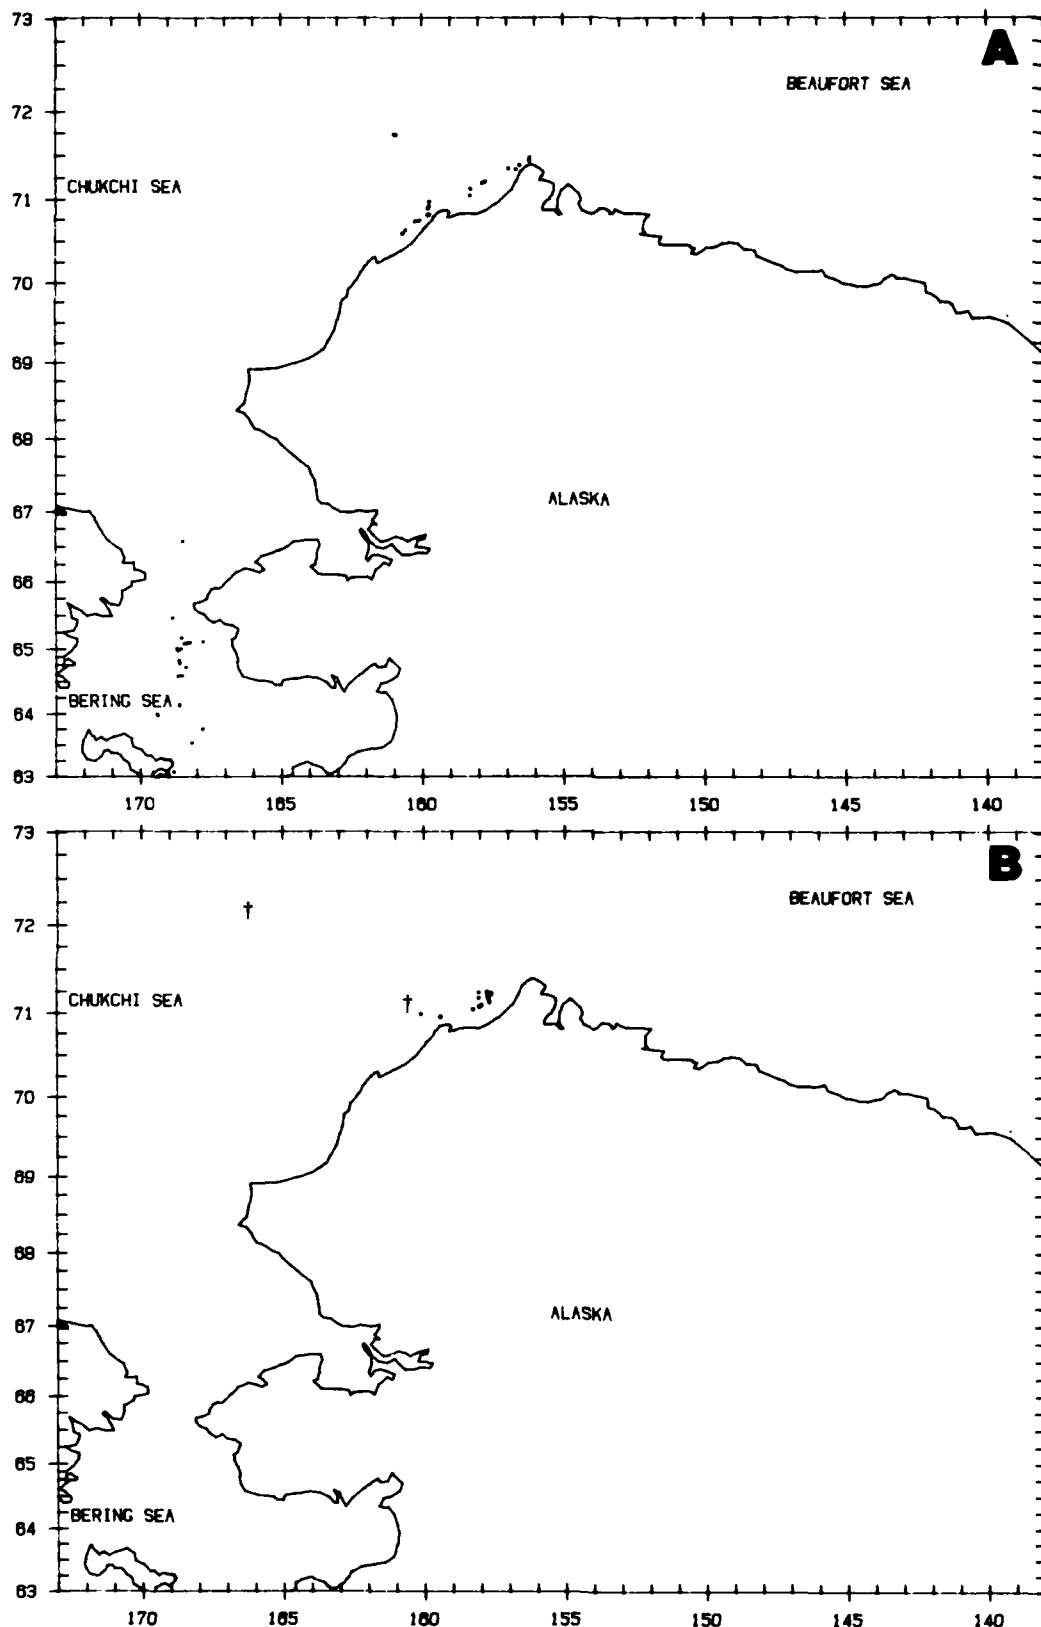 73
A
BEAUFORT SEA
72
CHUKCHI SEA
71
70
69
68
ALASKA
67
66
65
BERING SEA
64
63
170 165 160 155 150 145 140
73
B
BEAUFORT SEA
72
†
CHUKCHI SEA
†
71
70
69
68
ALASKA
67
66
65
BERING SEA
64
63
170 165 160 155 150 145 140